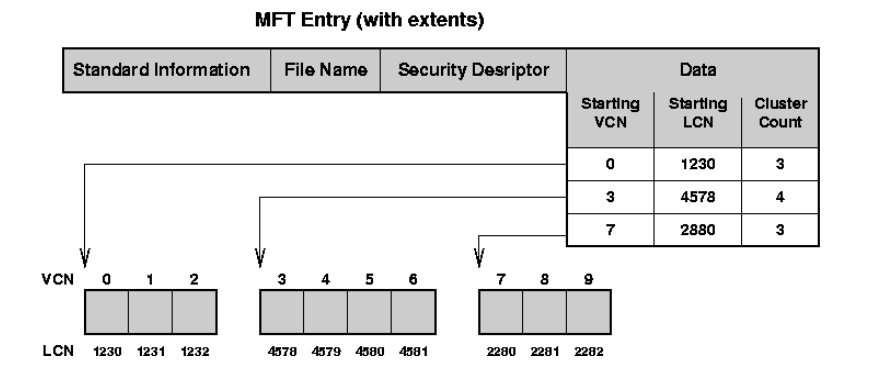 MFT Entry (with extents)
Standard Information File Name Security Desriptor Data
Starting VCN Starting LCN Cluster Count
0 1230 3
3 4578 4
7 2880 3
VCN 0 1 2 3 4 5 6 7 8 9
LCN 1230 1231 1232 4578 4579 4580 4581 2280 2281 2282